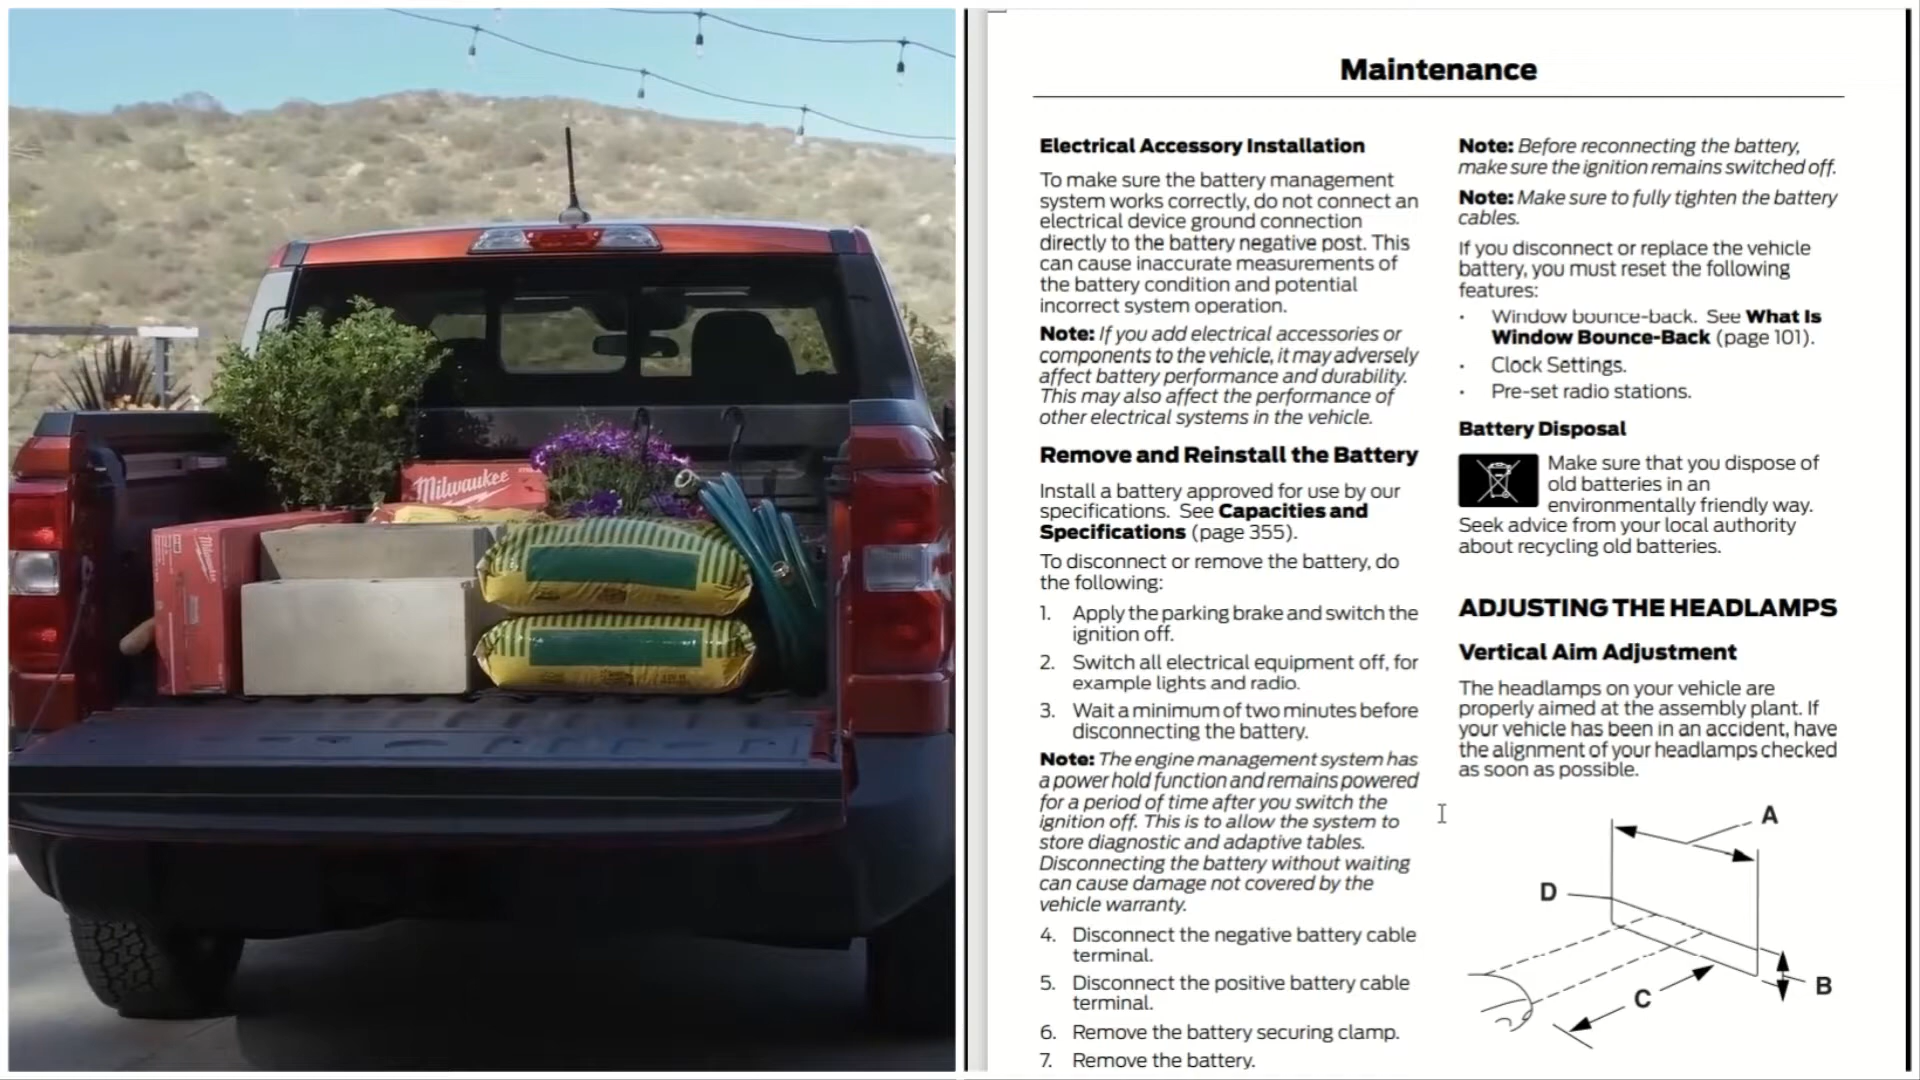 Milwaukee
Milwaukee
Maintenance
Electrical Accessory Installation
To make sure the battery management
system works correctly, do not connect an
electrical device ground connection
directly to the battery negative post. This
can cause inaccurate measurements of
the battery condition and potential
incorrect system operation.
Note: If you add electrical accessories or
components to the vehicle, it may adversely
affect battery performance and durability.
This may also affect the performance of
other electrical systems in the vehicle.
Remove and Reinstall the Battery
Install a battery approved for use by our
specifications. See Capacities and
Specifications (page 355).
To disconnect or remove the battery, do
the following:
1. Apply the parking brake and switch the
ignition off.
2. Switch all electrical equipment off, for
example lights and radio.
3. Wait a minimum of two minutes before
disconnecting the battery.
Note: The engine management system has
a power hold function and remains powered
for a period of time after you switch the
ignition off. This is to allow the system to
store diagnostic and adaptive tables.
Disconnecting the battery without waiting
can cause damage not covered by the
vehicle warranty.
4. Disconnect the negative battery cable
terminal.
5. Disconnect the positive battery cable
terminal.
6. Remove the battery securing clamp.
7. Remove the battery.
Note: Before reconnecting the battery,
make sure the ignition remains switched off.
Note: Make sure to fully tighten the battery
cables.
If you disconnect or replace the vehicle
battery, you must reset the following
features:
· Window bounce-back. See What Is
Window Bounce-Back (page 101).
· Clock Settings.
· Pre-set radio stations.
Battery Disposal
Make sure that you dispose of
old batteries in an
environmentally friendly way.
Seek advice from your local authority
about recycling old batteries.
ADJUSTING THE HEADLAMPS
Vertical Aim Adjustment
The headlamps on your vehicle are
properly aimed at the assembly plant. If
your vehicle has been in an accident, have
the alignment of your headlamps checked
as soon as possible.
A
D
B
C